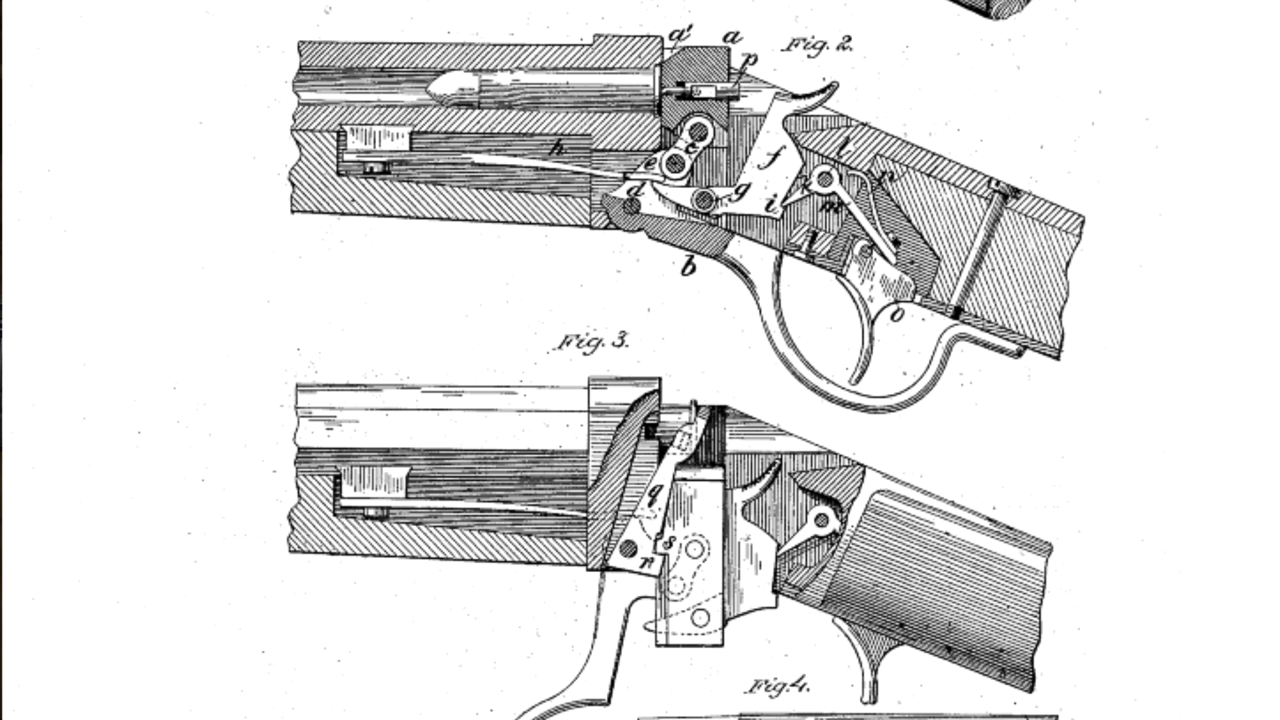 a' a Fig. 2.
p
h c f l
e g
d i m
b o
Fig. 3.
q
s
r
Fig. 4.